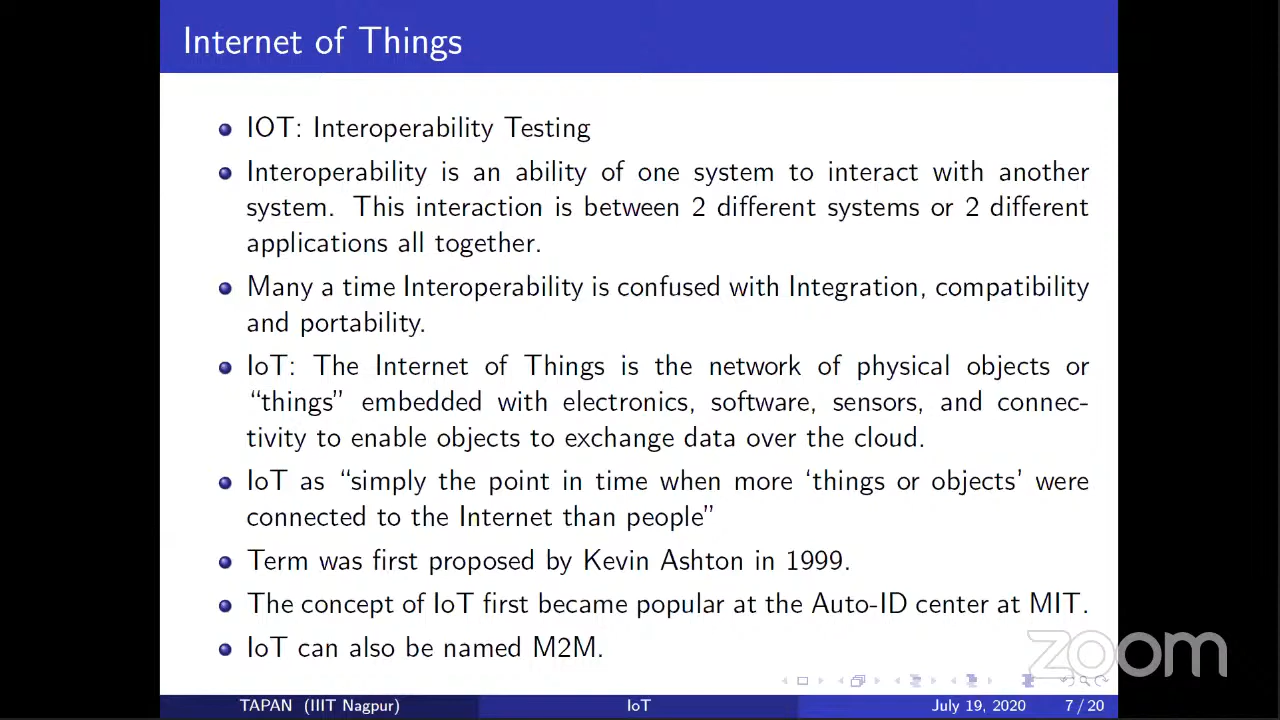 Internet of Things
IOT: Interoperability Testing
Interoperability is an ability of one system to interact with another
system. This interaction is between 2 different systems or 2 different
applications all together.
Many a time Interoperability is confused with Integration, compatibility
and portability.
IoT: The Internet of Things is the network of physical objects or
“things” embedded with electronics, software, sensors, and connec-
tivity to enable objects to exchange data over the cloud.
IoT as “simply the point in time when more ‘things or objects’ were
connected to the Internet than people”
Term was first proposed by Kevin Ashton in 1999.
The concept of IoT first became popular at the Auto-ID center at MIT.
IoT can also be named M2M.
zoom
TAPAN (IIIT Nagpur) IoT July 19, 2020 7 / 20